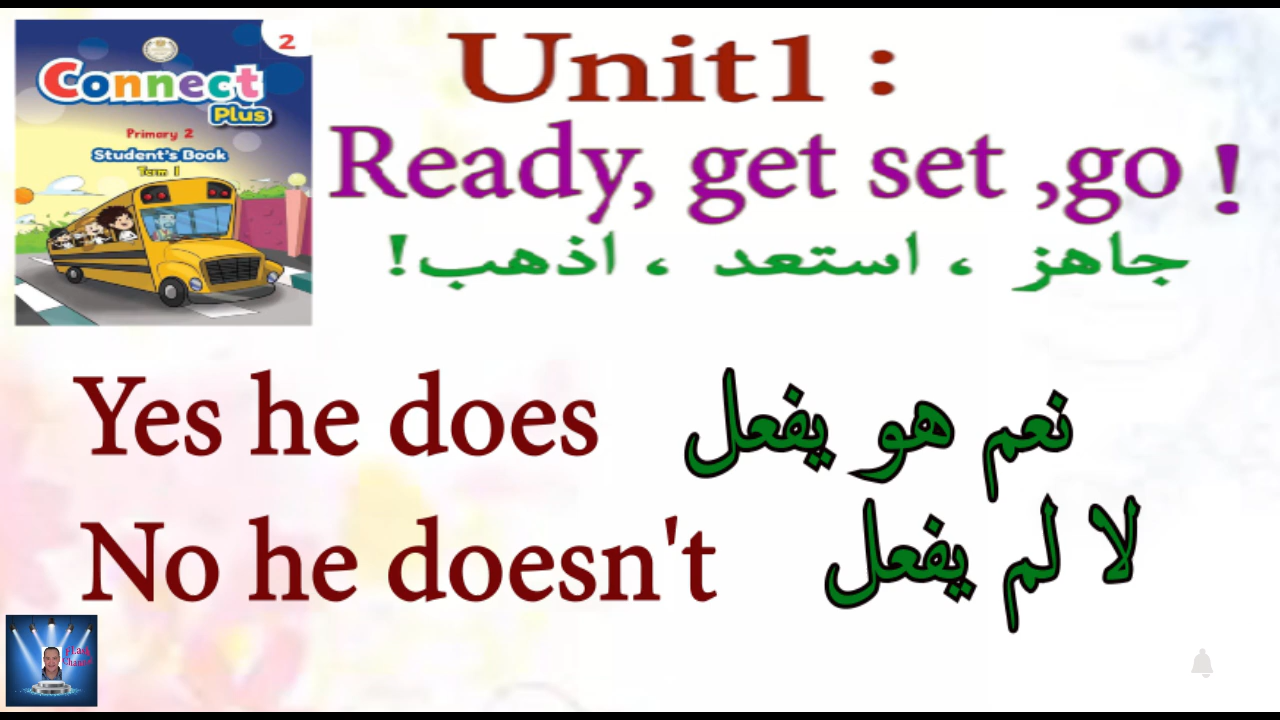 2
Connect
Plus
Primary 2
Student's Book
Term 1
Unit1 :
Ready, get set ,go !
جاهز ، استعد ، اذهب!
Yes he does
نعم هو يفعل
No he doesn't
لا لم يفعل